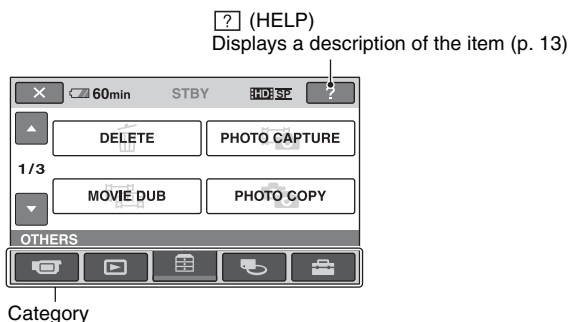 ? (HELP)
Displays a description of the item (p. 13)
60min STBY HD SP ?
DELETE PHOTO CAPTURE
1/3
MOVIE DUB PHOTO COPY
OTHERS
Category